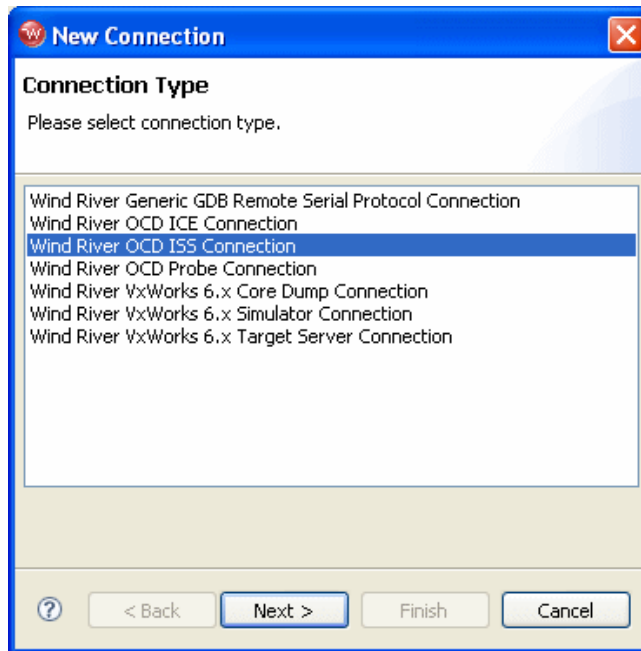 New Connection
Connection Type
Please select connection type.
Wind River Generic GDB Remote Serial Protocol Connection
Wind River OCD ICE Connection
Wind River OCD ISS Connection
Wind River OCD Probe Connection
Wind River VxWorks 6.x Core Dump Connection
Wind River VxWorks 6.x Simulator Connection
Wind River VxWorks 6.x Target Server Connection
? < Back Next > Finish Cancel